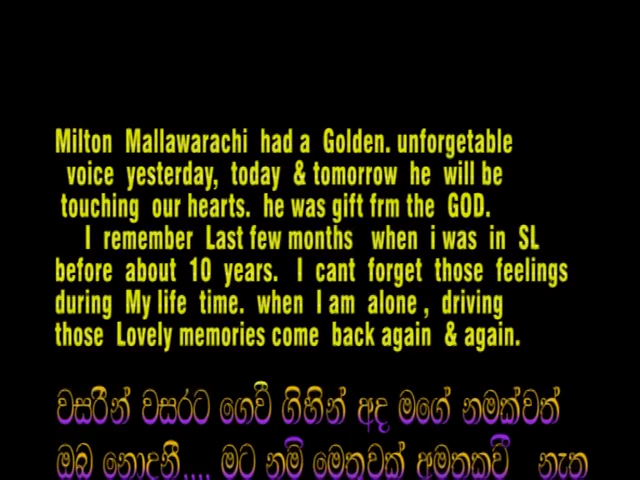 Milton Mallawarachi had a Golden. unforgetable
voice yesterday, today & tomorrow he will be
touching our hearts. he was gift frm the GOD.
I remember Last few months when i was in SL
before about 10 years. I cant forget those feelings
during My life time. when I am alone , driving
those Lovely memories come back again & again.
වසරින් වසරට ගෙවී ගිහින් අද මගේ නමක්වත්
ඔබ නොදනී.... මට නම් මෙතුවක් අමතකවී නැත